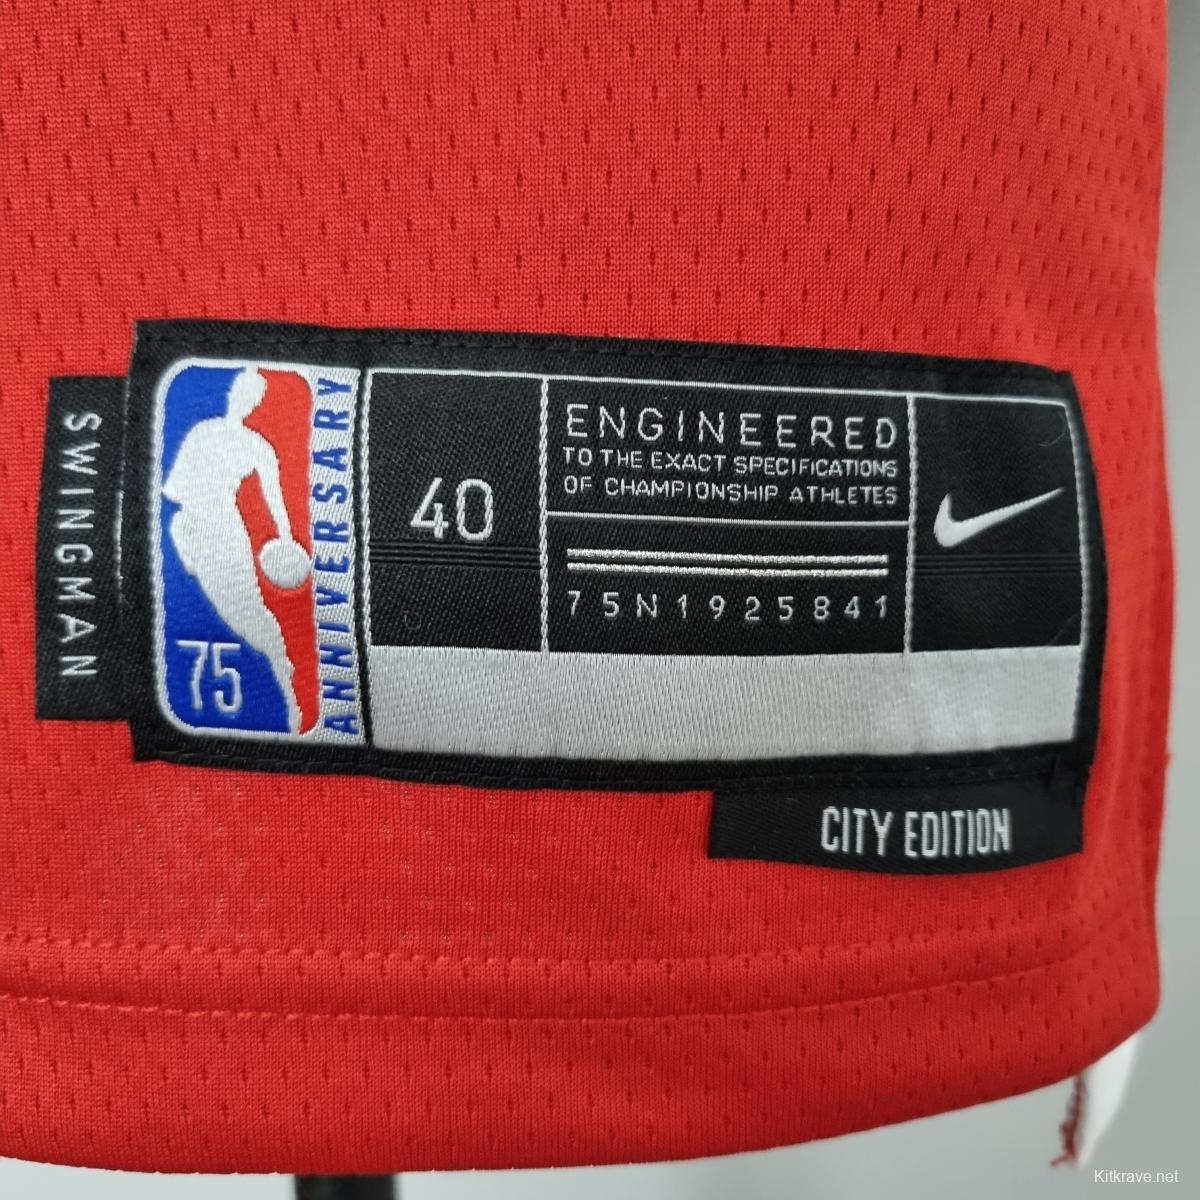 SWINGMAN
75
ANNIVERSARY
40
ENGINEERED
TO THE EXACT SPECIFICATIONS
OF CHAMPIONSHIP ATHLETES
75N1925841
CITY EDITION
Kitkrave.net